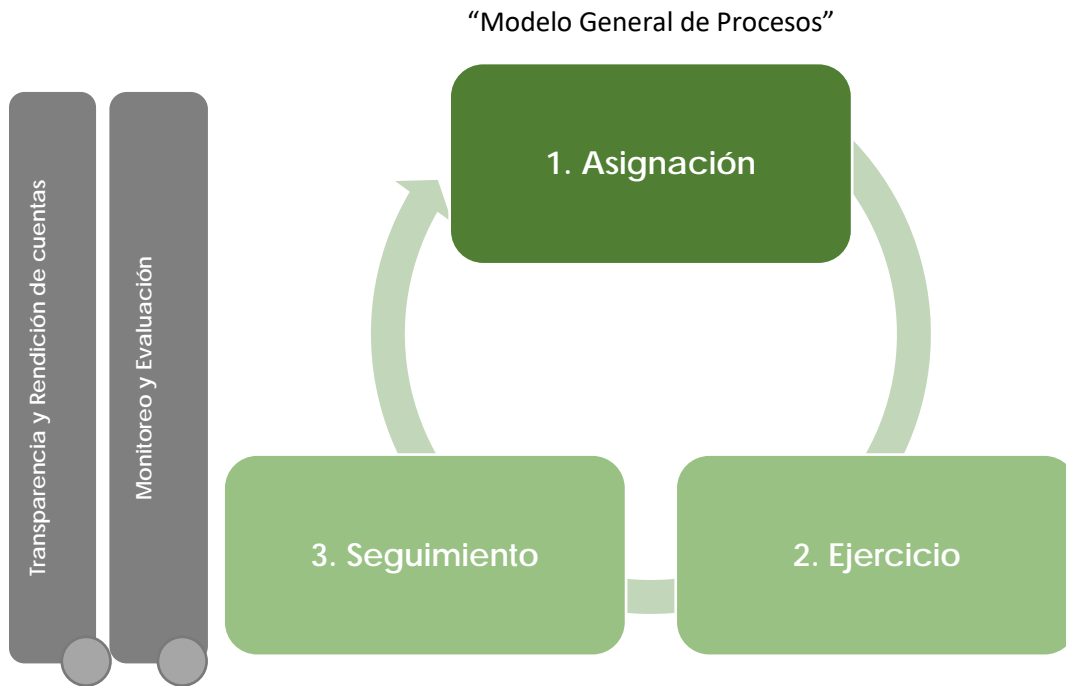 “Modelo General de Procesos”
Transparencia y Rendición de cuentas
Monitoreo y Evaluación
1. Asignación
3. Seguimiento
2. Ejercicio